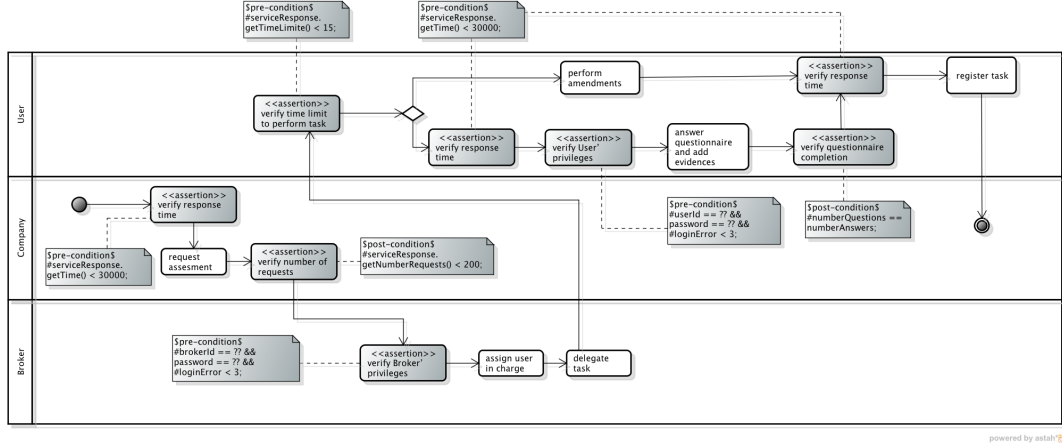 $pre-condition$
#serviceResponse.
getTimeLimite() < 15;
$pre-condition$
#serviceResponse.
getTime() < 30000;
User
<<assertion>>
verify time limit
to perform task
perform
amendments
<<assertion>>
verify response
time
register task
<<assertion>>
verify response
time
<<assertion>>
verify User'
privileges
answer
questionnaire
and add
evidences
<<assertion>>
verify questionnaire
completion
Company
<<assertion>>
verify response
time
$pre-condition$
#serviceResponse.
getTime() < 30000;
request
assesment
<<assertion>>
verify number of
requests
$post-condition$
#serviceResponse.
getNumberRequests() < 200;
$pre-condition$
#userId == ?? &&
password == ?? &&
#loginError < 3;
$post-condition$
#numberQuestions ==
numberAnswers;
Broker
$pre-condition$
#brokerId == ?? &&
password == ?? &&
#loginError < 3;
<<assertion>>
verify Broker'
privileges
assign user
in charge
delegate
task
powered by astah*